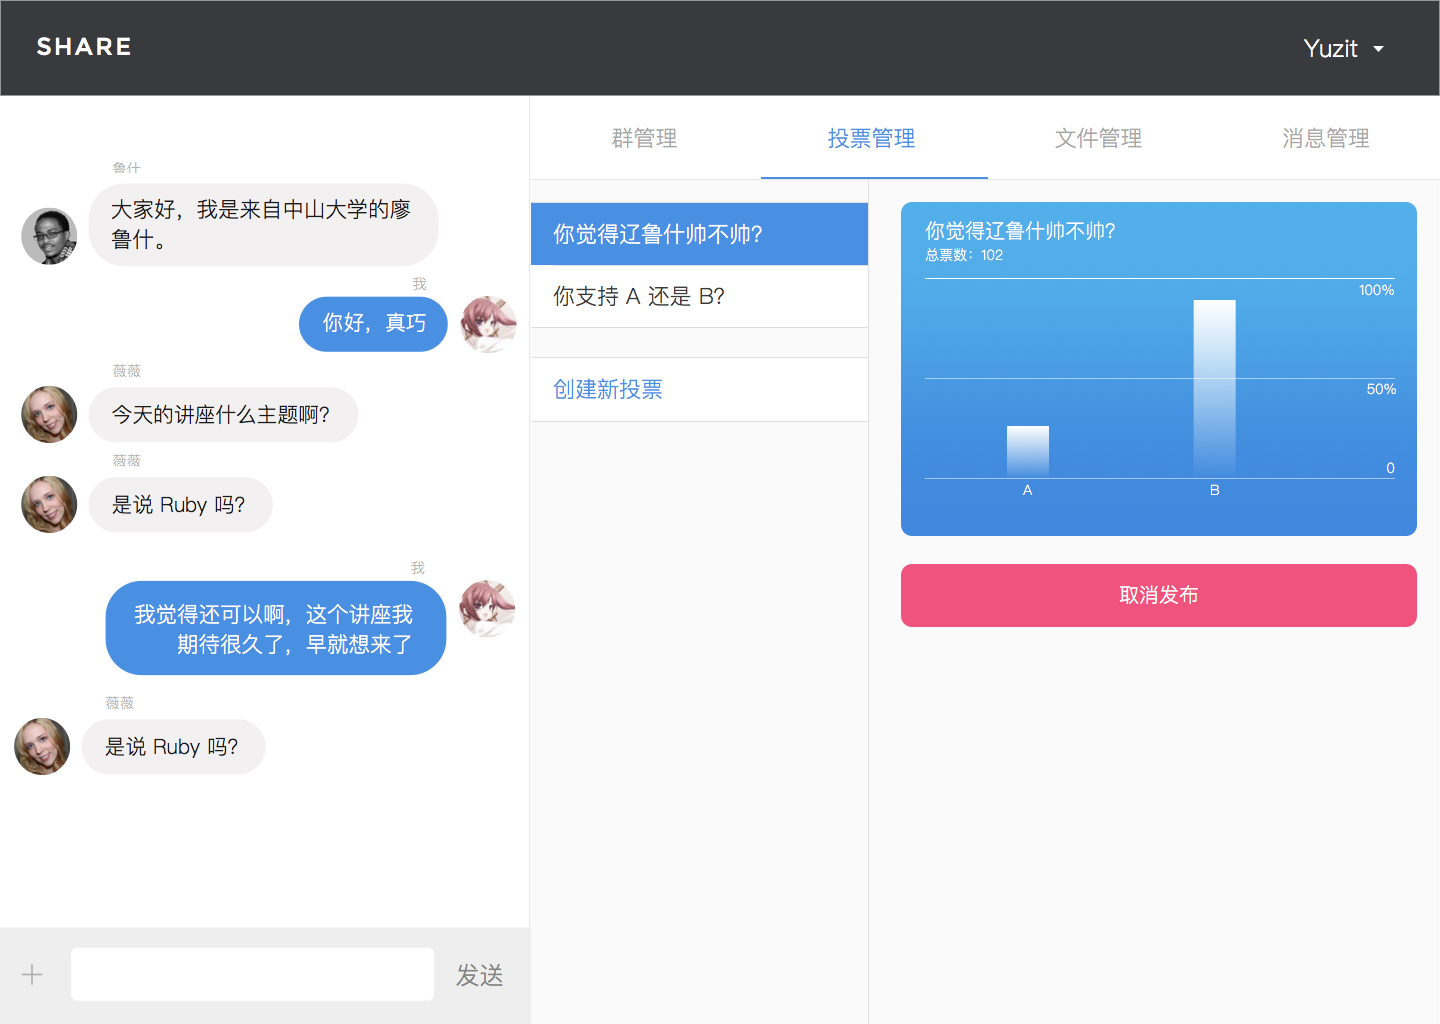 SHARE
Yuzit
鲁什
大家好，我是来自中山大学的廖
鲁什。
我
你好，真巧
薇薇
今天的讲座什么主题啊？
薇薇
是说 Ruby 吗？
我
我觉得还可以啊，这个讲座我
期待很久了，早就想来了
薇薇
是说 Ruby 吗？
发送
群管理
投票管理
文件管理
消息管理
你觉得辽鲁什帅不帅？
你支持 A 还是 B？
创建新投票
你觉得辽鲁什帅不帅？
总票数：102
100%
50%
0
A
B
取消发布